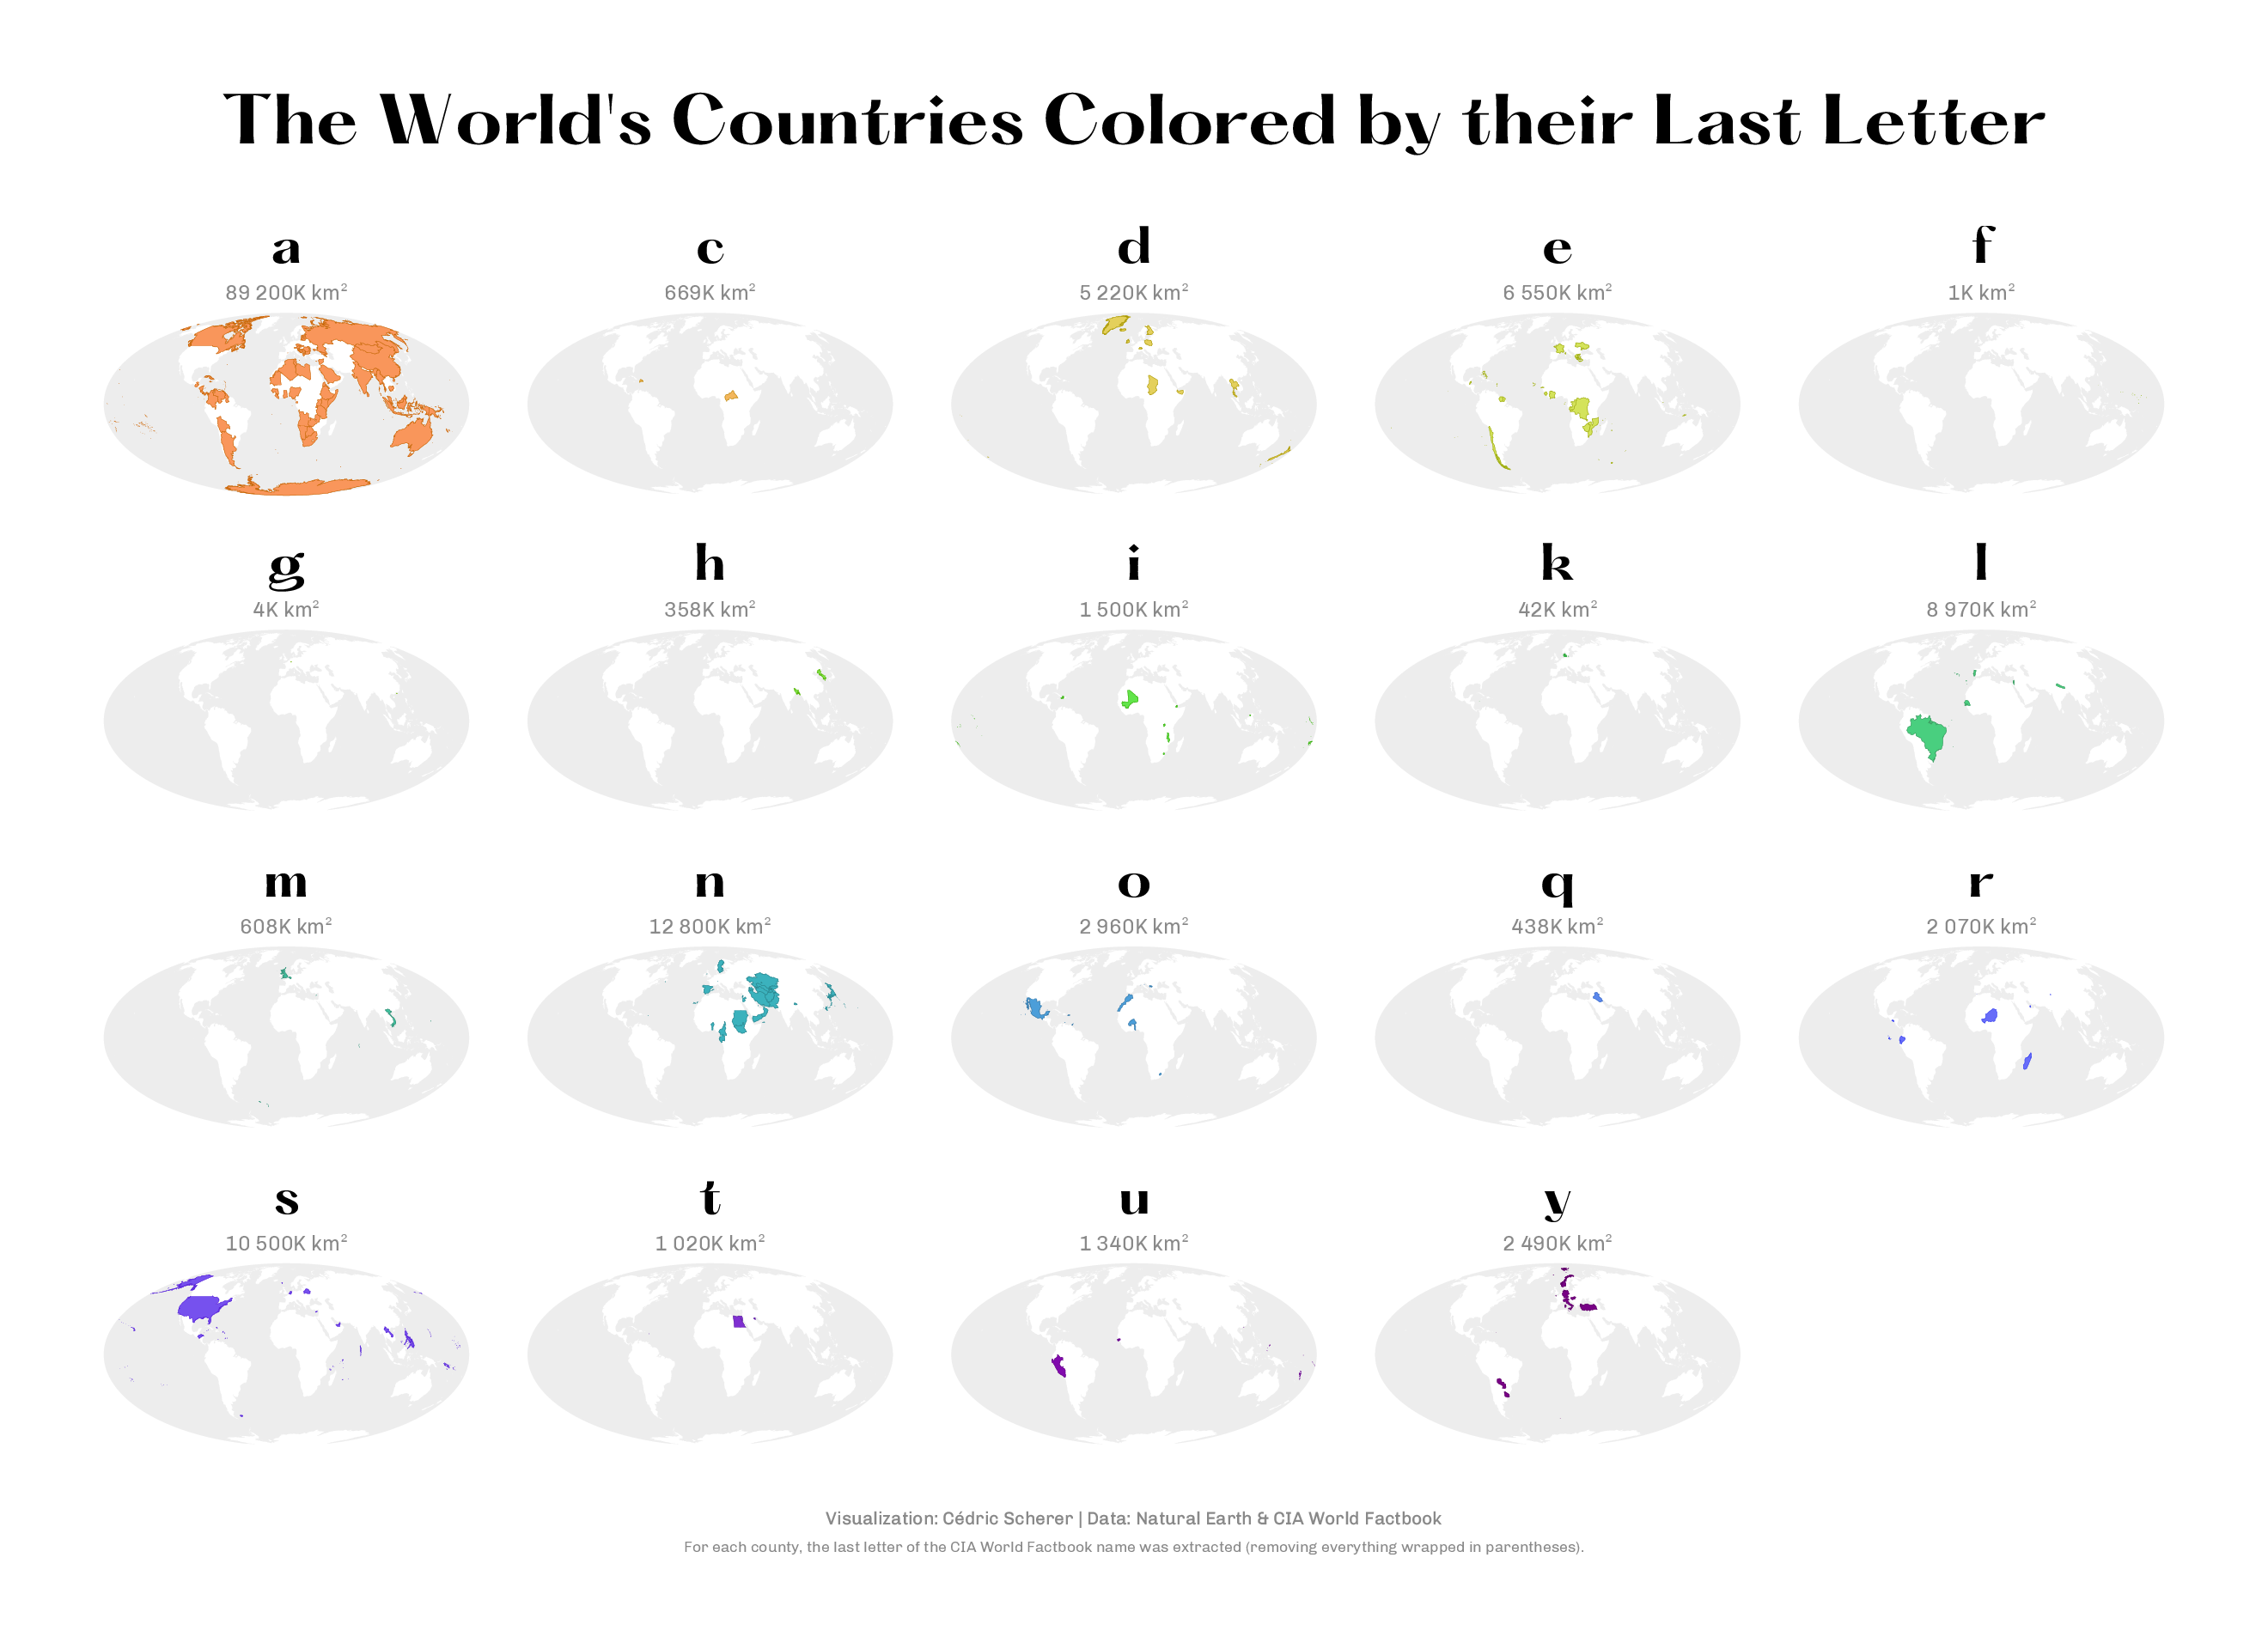 The World's Countries Colored by their Last Letter
a c d e f
89 200K km² 669K km² 5 220K km² 6 550K km² 1K km²
g h i k l
4K km² 358K km² 1 500K km² 42K km² 8 970K km²
m n o q r
608K km² 12 800K km² 2 960K km² 438K km² 2 070K km²
s t u y
10 500K km² 1 020K km² 1 340K km² 2 490K km²
Visualization: Cédric Scherer | Data: Natural Earth & CIA World Factbook
For each county, the last letter of the CIA World Factbook name was extracted (removing everything wrapped in parentheses).